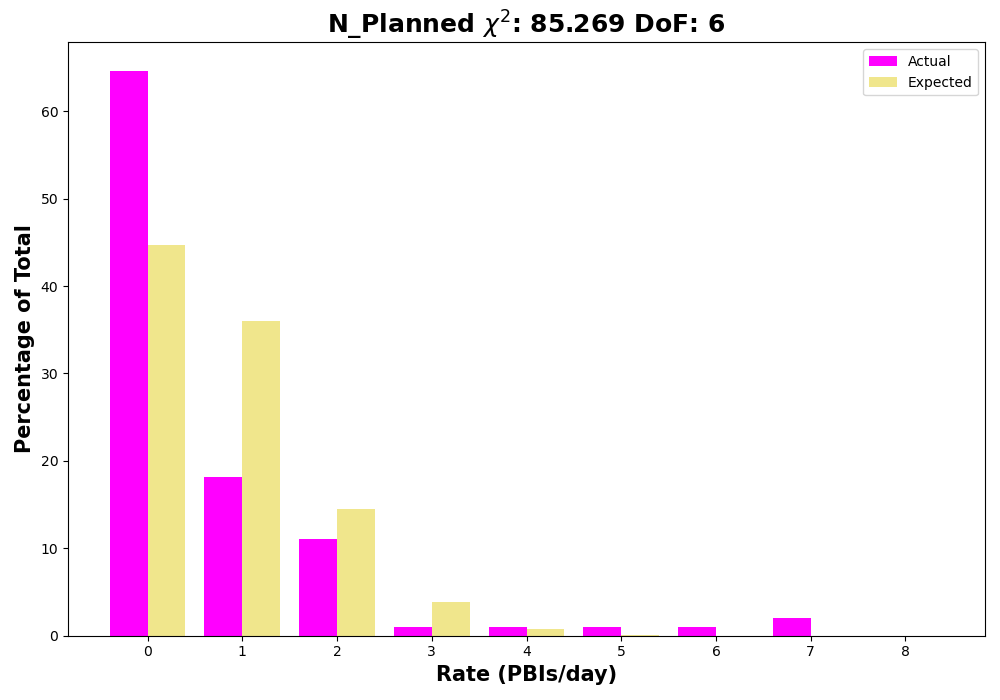 N_Planned χ²: 85.269 DoF: 6
Actual
Expected
Percentage of Total
60
50
40
30
20
10
0
0 1 2 3 4 5 6 7 8
Rate (PBIs/day)